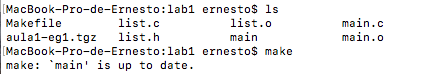 [MacBook-Pro-de-Ernesto:lab1 ernesto$ ls
Makefile list.c list.o main.c
aula1-eg1.tgz list.h main main.o
[MacBook-Pro-de-Ernesto:lab1 ernesto$ make
make: `main' is up to date.